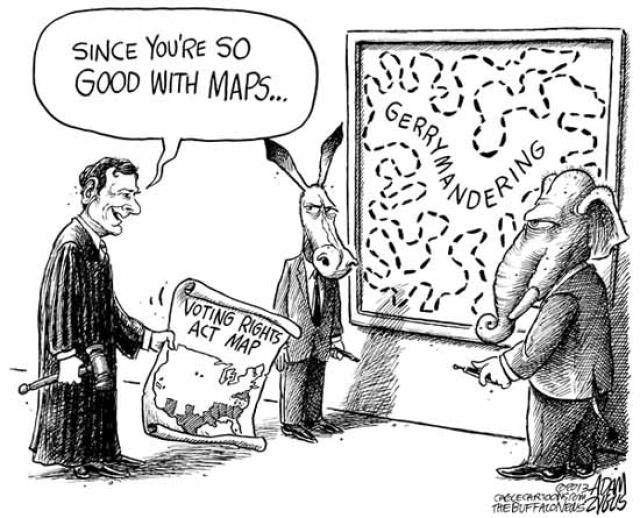 SINCE YOU'RE SO
GOOD WITH MAPS...
GERRYMANDERING
VOTING RIGHTS
ACT MAP
©2013 ADAM
ZYGLIS
CAGLECARTOONS.COM
THE BUFFALO NEWS